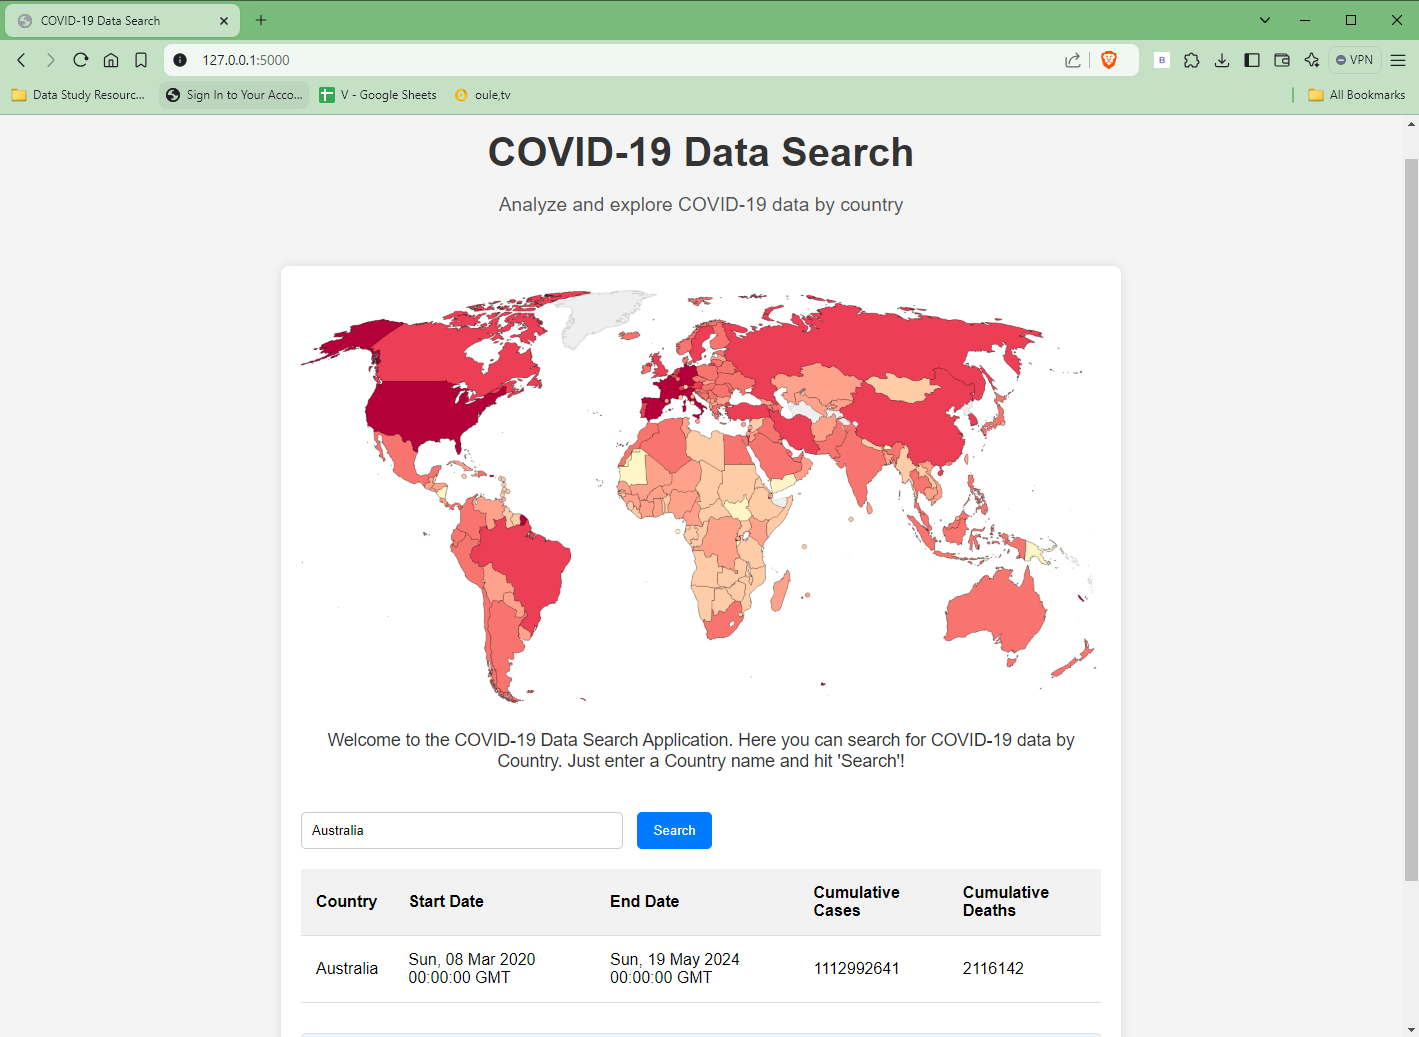 COVID-19 Data Search
127.0.0.1:5000
B
VPN
Data Study Resourc...
Sign In to Your Acco...
V - Google Sheets
oule,tv
All Bookmarks
COVID-19 Data Search
Analyze and explore COVID-19 data by country
Welcome to the COVID-19 Data Search Application. Here you can search for COVID-19 data by
Country. Just enter a Country name and hit 'Search'!
Australia
Search
Country Start Date End Date Cumulative Cases Cumulative Deaths
Australia Sun, 08 Mar 2020 00:00:00 GMT Sun, 19 May 2024 00:00:00 GMT 1112992641 2116142